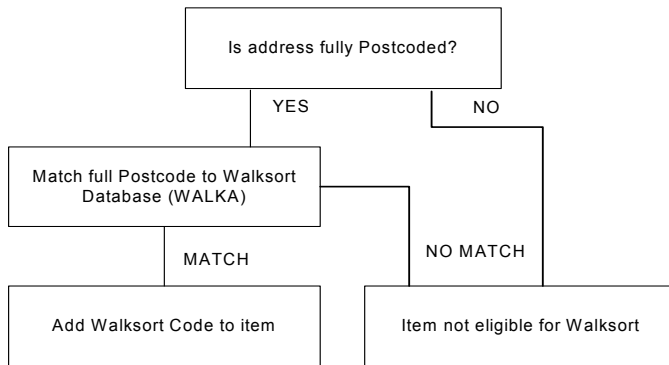 Is address fully Postcoded?
YES
NO
Match full Postcode to Walksort
Database (WALKA)
MATCH
NO MATCH
Add Walksort Code to item
Item not eligible for Walksort